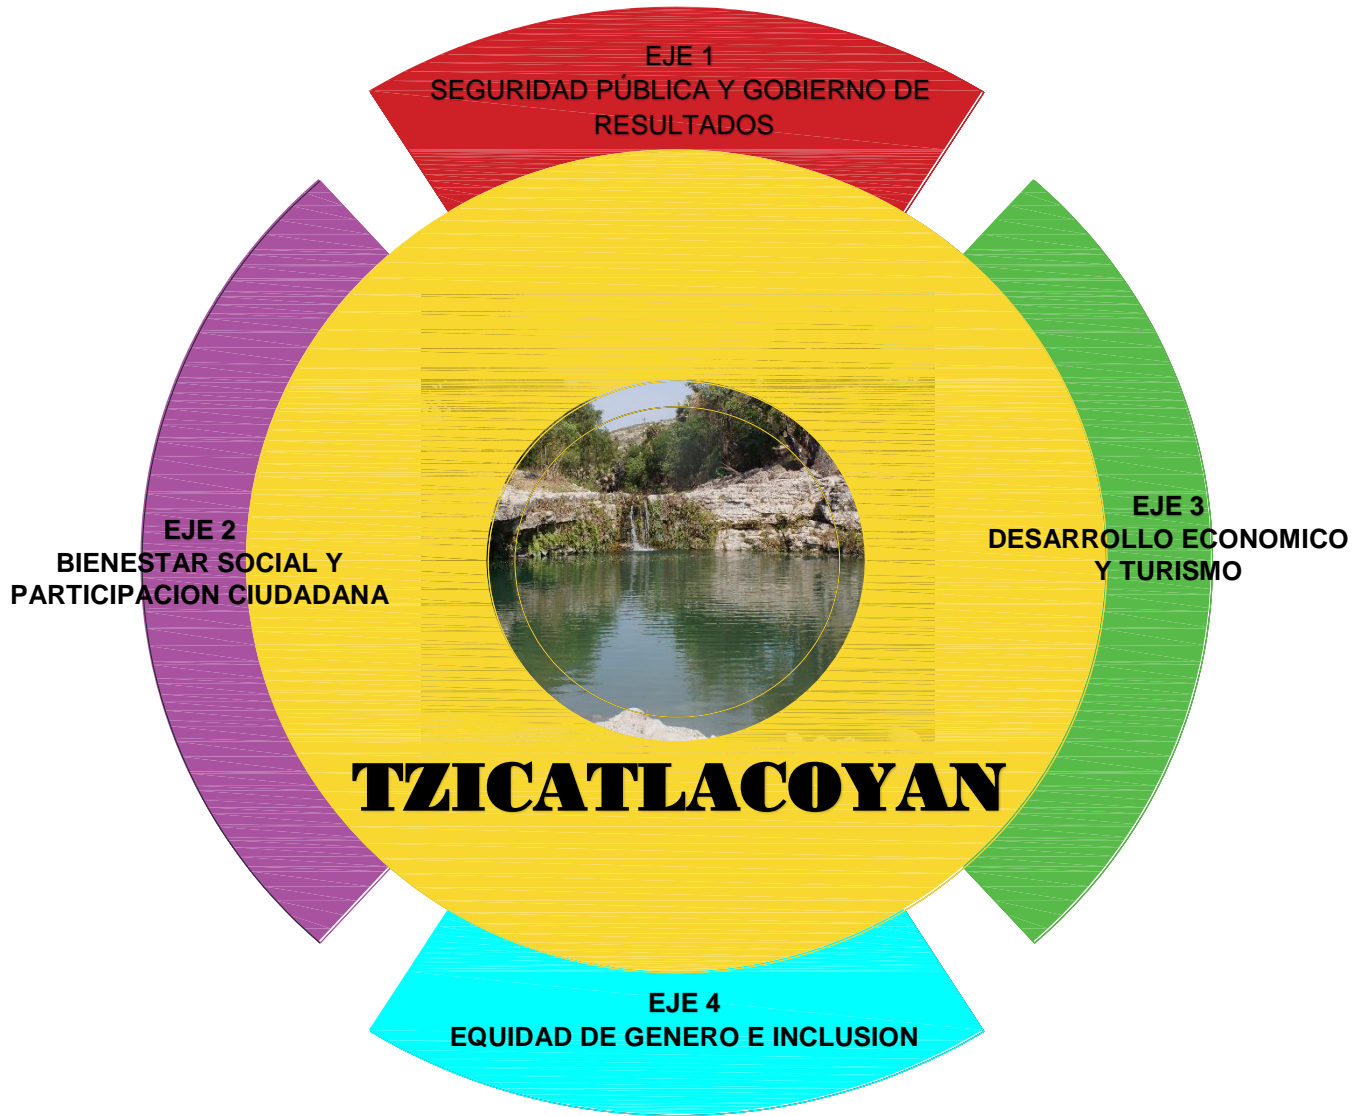 EJE 1
SEGURIDAD PÚBLICA Y GOBIERNO DE
RESULTADOS
EJE 2
BIENESTAR SOCIAL Y
PARTICIPACION CIUDADANA
EJE 3
DESARROLLO ECONOMICO
Y TURISMO
TZICATLACOYAN
EJE 4
EQUIDAD DE GENERO E INCLUSION